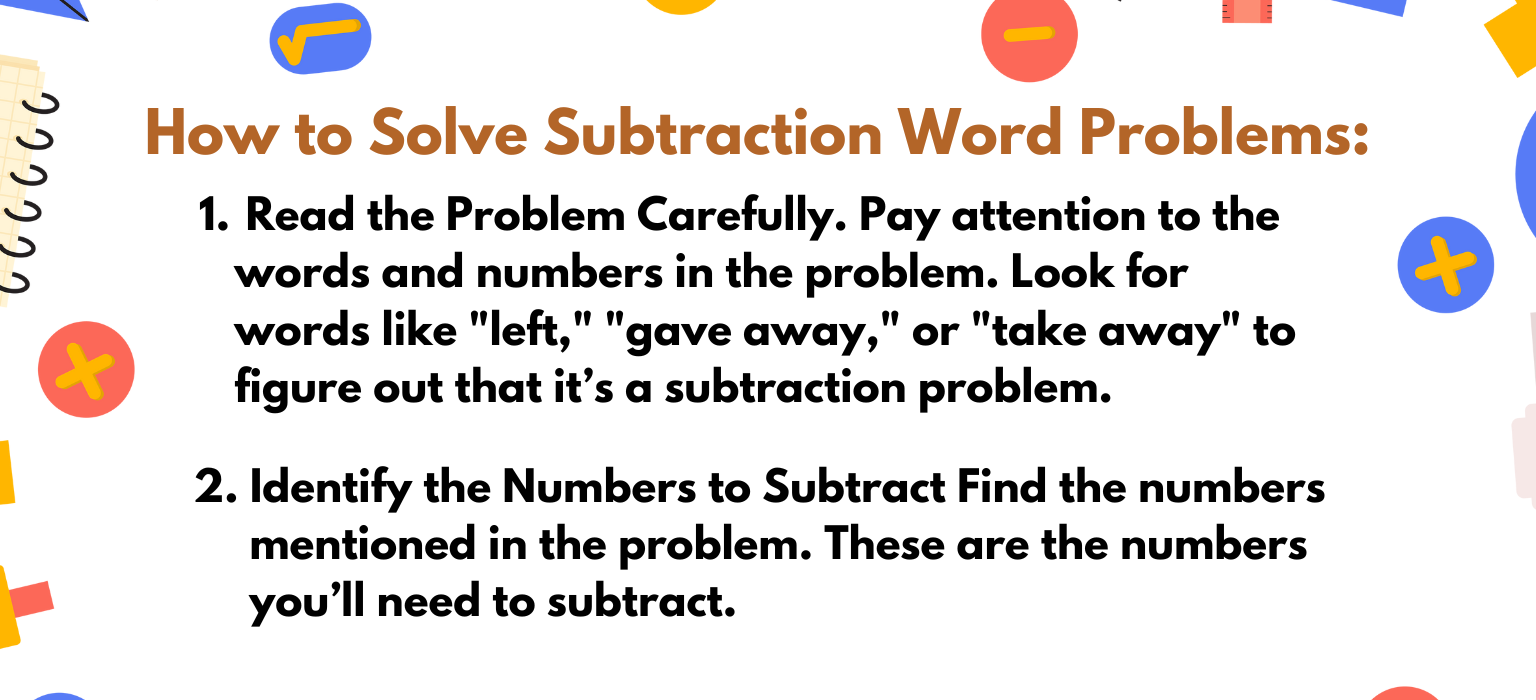 How to Solve Subtraction Word Problems:
1. Read the Problem Carefully. Pay attention to the
words and numbers in the problem. Look for
words like "left," "gave away," or "take away" to
figure out that it’s a subtraction problem.
2. Identify the Numbers to Subtract Find the numbers
mentioned in the problem. These are the numbers
you’ll need to subtract.